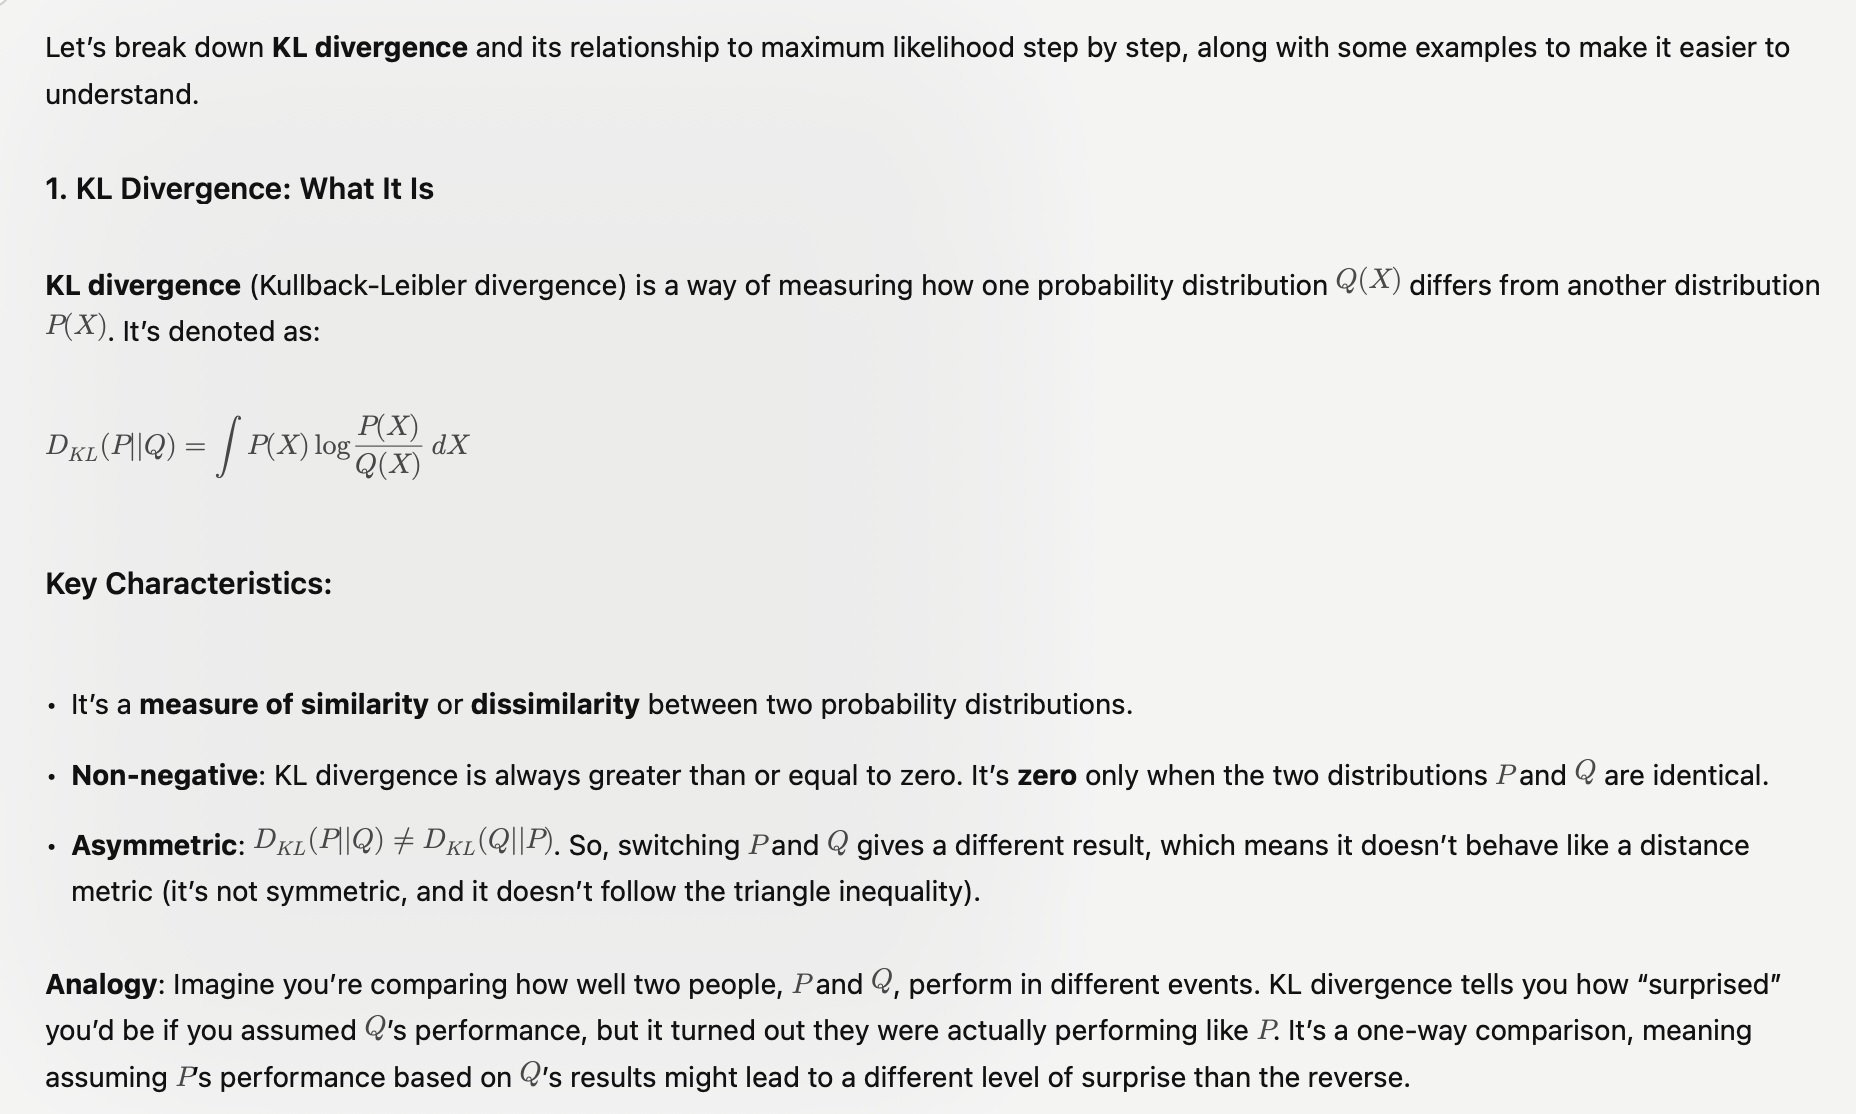 Let’s break down KL divergence and its relationship to maximum likelihood step by step, along with some examples to make it easier to
understand.
1. KL Divergence: What It Is
KL divergence (Kullback-Leibler divergence) is a way of measuring how one probability distribution Q(X) differs from another distribution
P(X). It’s denoted as:
D_{KL}(P||Q) = ∫ P(X) log \frac{P(X)}{Q(X)} dX
Key Characteristics:
• It’s a measure of similarity or dissimilarity between two probability distributions.
• Non-negative: KL divergence is always greater than or equal to zero. It’s zero only when the two distributions P and Q are identical.
• Asymmetric: D_{KL}(P||Q) ≠ D_{KL}(Q||P). So, switching P and Q gives a different result, which means it doesn’t behave like a distance
metric (it’s not symmetric, and it doesn’t follow the triangle inequality).
Analogy: Imagine you’re comparing how well two people, P and Q, perform in different events. KL divergence tells you how “surprised”
you’d be if you assumed Q’s performance, but it turned out they were actually performing like P. It’s a one-way comparison, meaning
assuming P’s performance based on Q’s results might lead to a different level of surprise than the reverse.